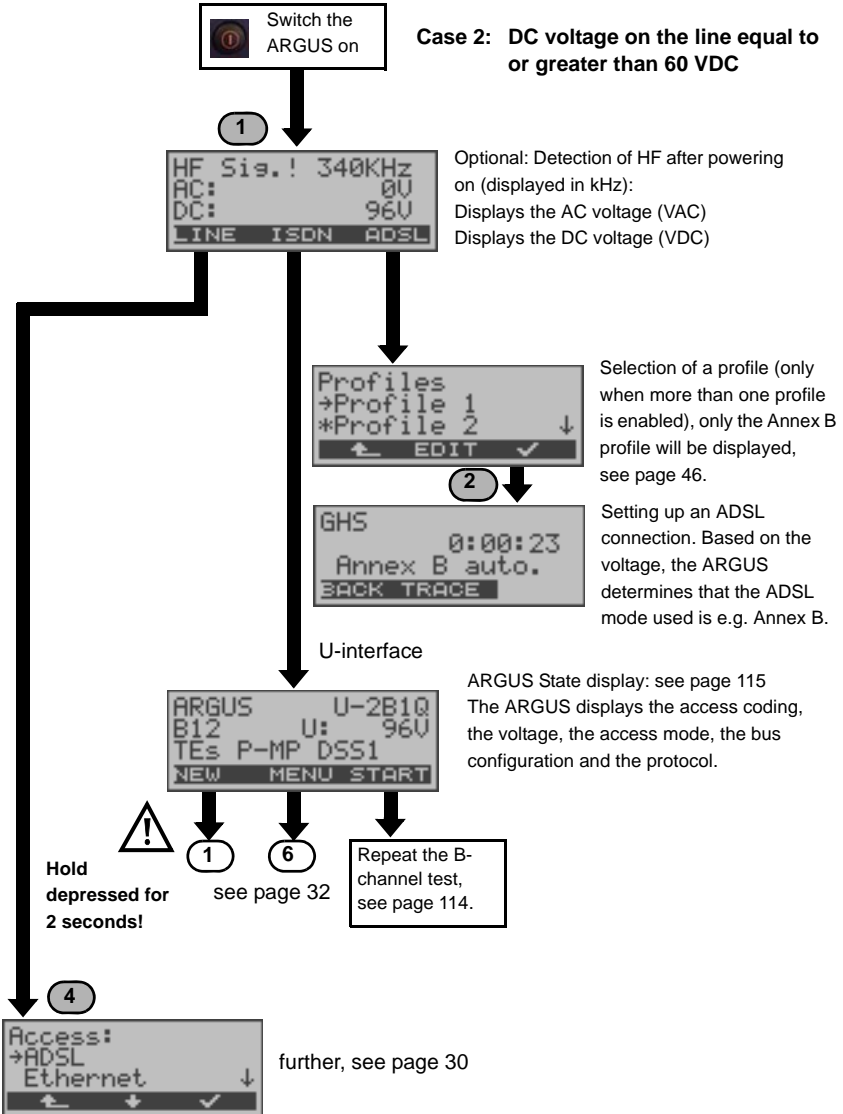 Switch the
ARGUS on
Case 2: DC voltage on the line equal to
or greater than 60 VDC
1
HF Sig.! 340KHz
AC: 0V
DC: 96V
LINE ISDN ADSL
Optional: Detection of HF after powering
on (displayed in kHz):
Displays the AC voltage (VAC)
Displays the DC voltage (VDC)
Profiles
→Profile 1
*Profile 2 ↓
EDIT ✓
Selection of a profile (only
when more than one profile
is enabled), only the Annex B
profile will be displayed,
see page 46.
2
GHS
0:00:23
Annex B auto.
BACK TRACE
Setting up an ADSL
connection. Based on the
voltage, the ARGUS
determines that the ADSL
mode used is e.g. Annex B.
U-interface
ARGUS U-2B1Q
B12 U: 96V
TEs P-MP DSS1
NEW MENU START
ARGUS State display: see page 115
The ARGUS displays the access coding,
the voltage, the access mode, the bus
configuration and the protocol.
!
Hold
depressed for
2 seconds!
1
6
see page 32
Repeat the B-
channel test,
see page 114.
4
Access:
→ADSL
Ethernet ↓
further, see page 30